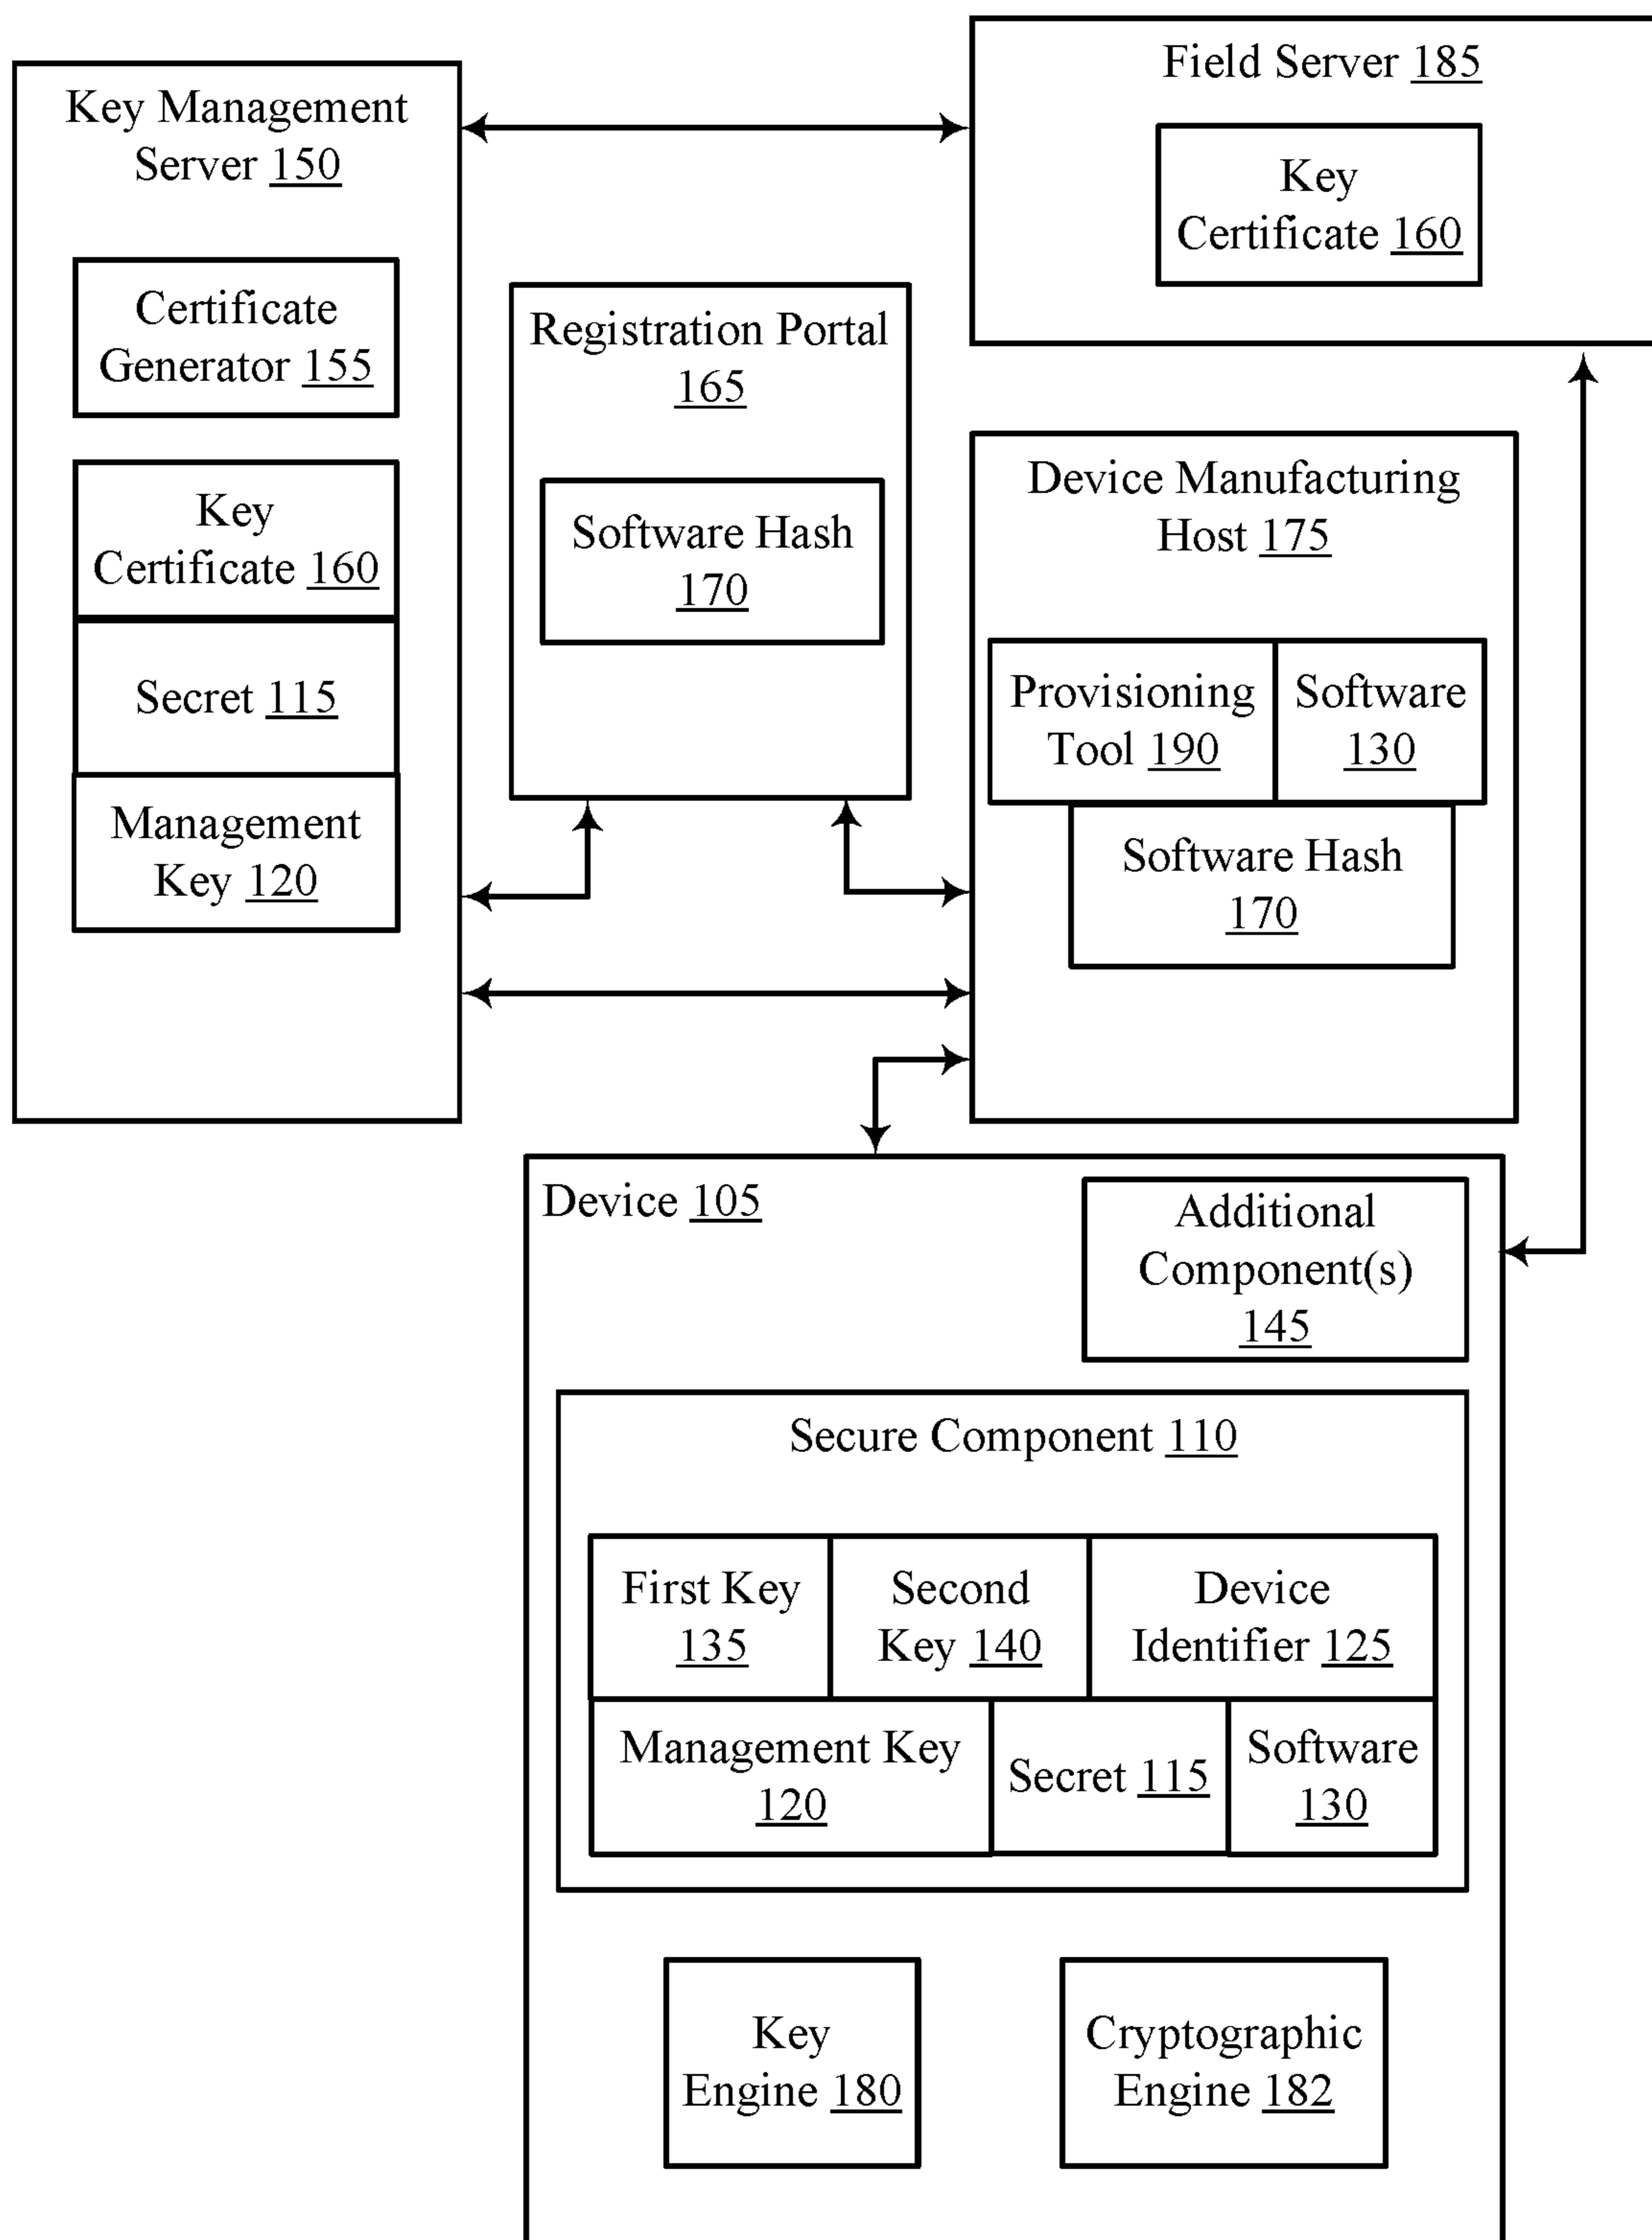 Key Management
Server 150
Certificate
Generator 155
Key
Certificate 160
Secret 115
Management
Key 120
Registration Portal
165
Software Hash
170
Field Server 185
Key
Certificate 160
Device Manufacturing
Host 175
Provisioning
Tool 190
Software
130
Software Hash
170
Device 105
Additional
Component(s)
145
Secure Component 110
First Key
135
Second
Key 140
Device
Identifier 125
Management Key
120
Secret 115
Software
130
Key
Engine 180
Cryptographic
Engine 182